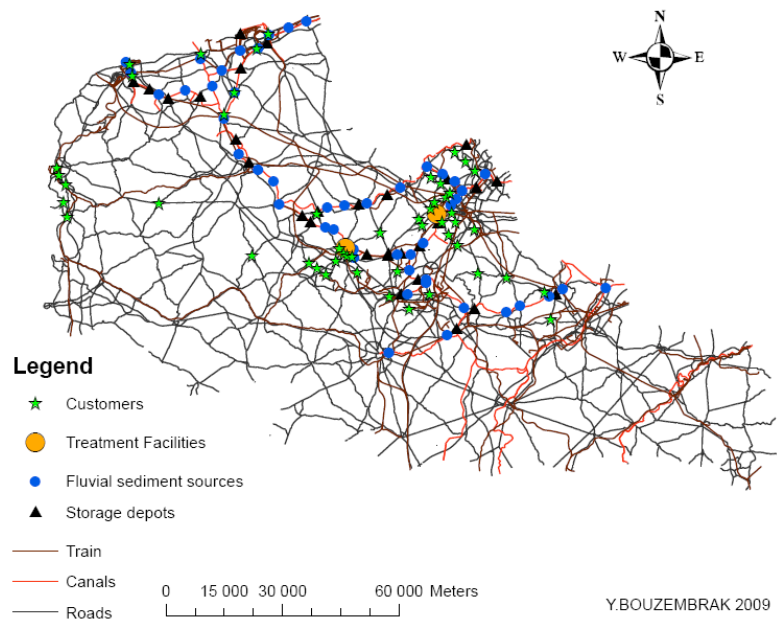 N
W E
S
Legend
Customers
Treatment Facilities
Fluvial sediment sources
Storage depots
Train
Canals
Roads
0 15 000 30 000 60 000 Meters
Y.BOUZEMBRAK 2009